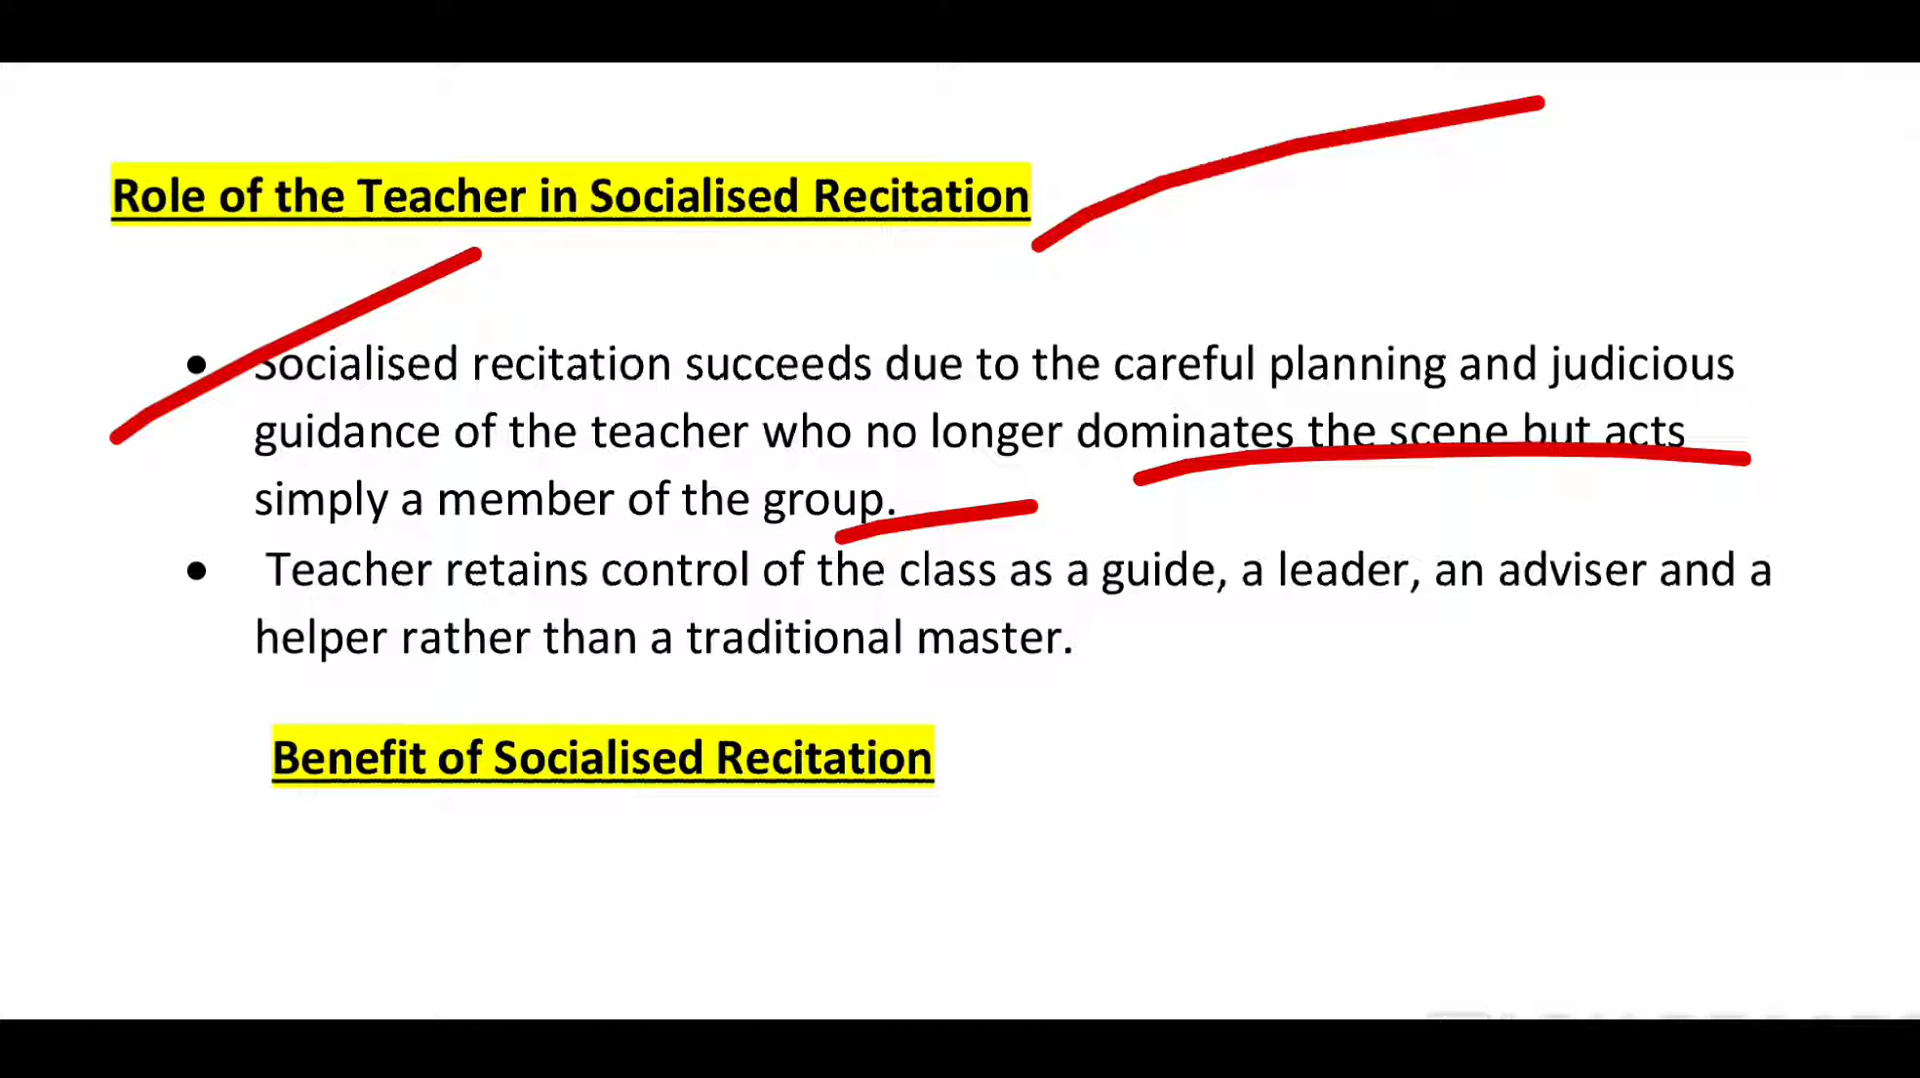 Role of the Teacher in Socialised Recitation
• Socialised recitation succeeds due to the careful planning and judicious
guidance of the teacher who no longer dominates the scene but acts
simply a member of the group.
• Teacher retains control of the class as a guide, a leader, an adviser and a
helper rather than a traditional master.
Benefit of Socialised Recitation